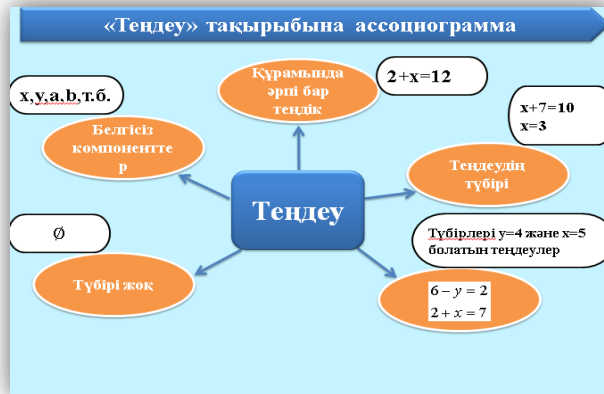 «Теңдеу» тақырыбына ассоциограмма
Құрамында
әрпі бар
теңдік
2+x=12
x,y,a,b,т.б.
Белгісіз
компонентте
р
x+7=10
x=3
Теңдеудің
түбірі
Теңдеу
Ø
Түбірі жоқ
Түбірлері y=4 және x=5
болатын теңдеулер
6 – y = 2
2 + x = 7